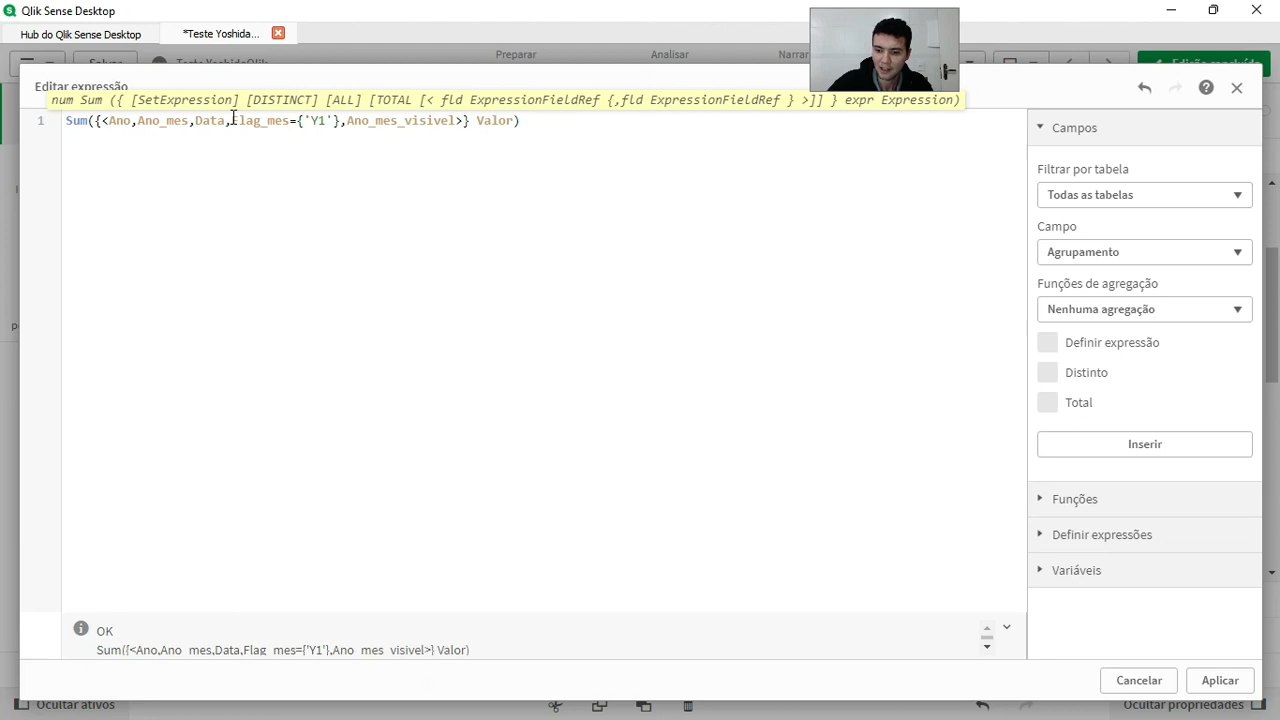 Qlik Sense Desktop
Hub do Qlik Sense Desktop
*Teste Yoshida...
Preparar
Analisar
Narrar
Editar expressão
num Sum ({ [SetExpression] [DISTINCT] [ALL] [TOTAL [< fld ExpressionFieldRef {,fld ExpressionFieldRef } >]] } expr Expression)
1 Sum({<Ano,Ano_mes,Data,Flag_mes={'Y1'},Ano_mes_visivel>} Valor)
Campos
Filtrar por tabela
Todas as tabelas
Campo
Agrupamento
Funções de agregação
Nenhuma agregação
Definir expressão
Distinto
Total
Inserir
Funções
Definir expressões
Variáveis
OK
Sum({<Ano,Ano_mes,Data,Flag_mes={'Y1'},Ano_mes_visivel>} Valor)
Cancelar
Aplicar
Ocultar ativos
Ocultar propriedades